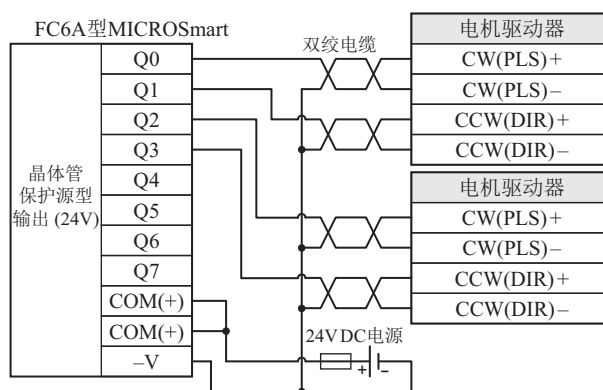 FC6A型MICROSmart
晶体管
保护源型
输出 (24V)
Q0
Q1
Q2
Q3
Q4
Q5
Q6
Q7
COM(+)
COM(+)
–V
双绞电缆
24V DC电源
+
–
电机驱动器
CW(PLS)+
CW(PLS)–
CCW(DIR)+
CCW(DIR)–
电机驱动器
CW(PLS)+
CW(PLS)–
CCW(DIR)+
CCW(DIR)–